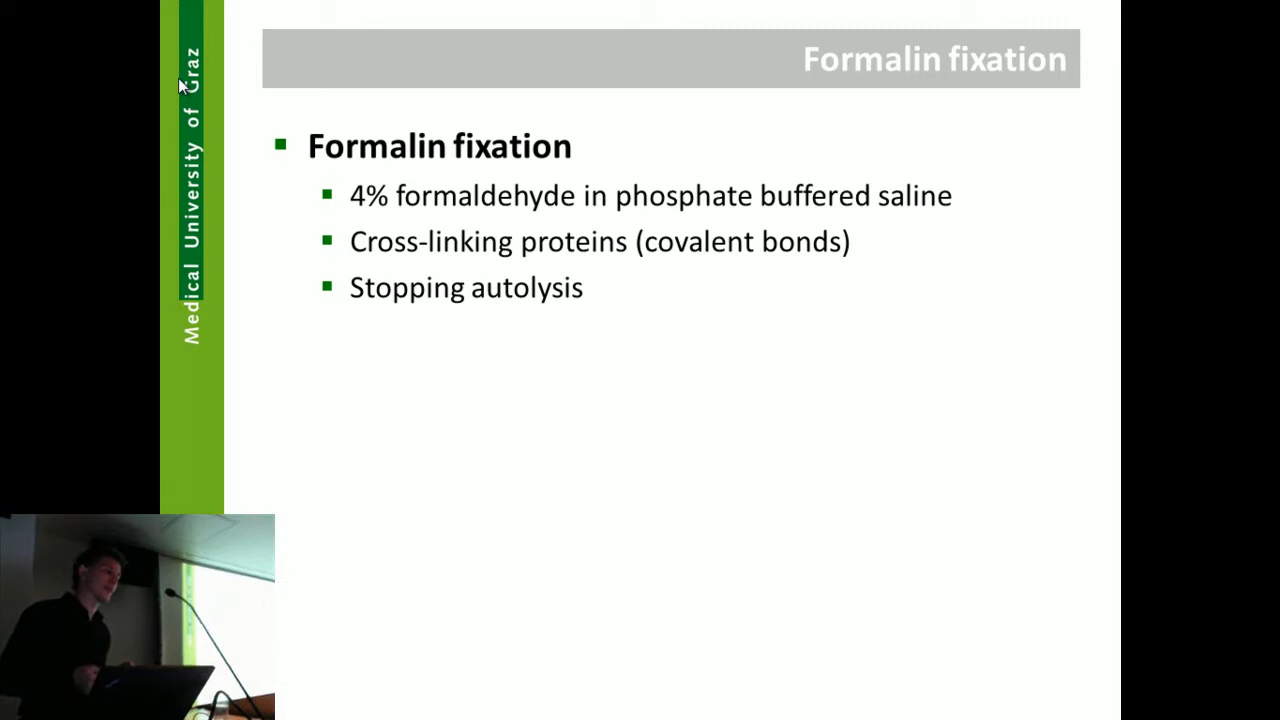 Formalin fixation
Medical University of Graz
Formalin fixation
4% formaldehyde in phosphate buffered saline
Cross-linking proteins (covalent bonds)
Stopping autolysis